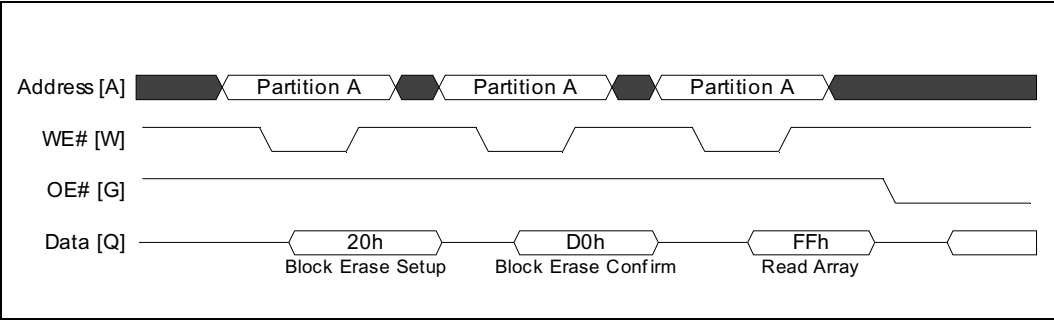 Address [A] Partition A Partition A Partition A
WE# [W]
OE# [G]
Data [Q] 20h D0h FFh
Block Erase Setup Block Erase Confirm Read Array